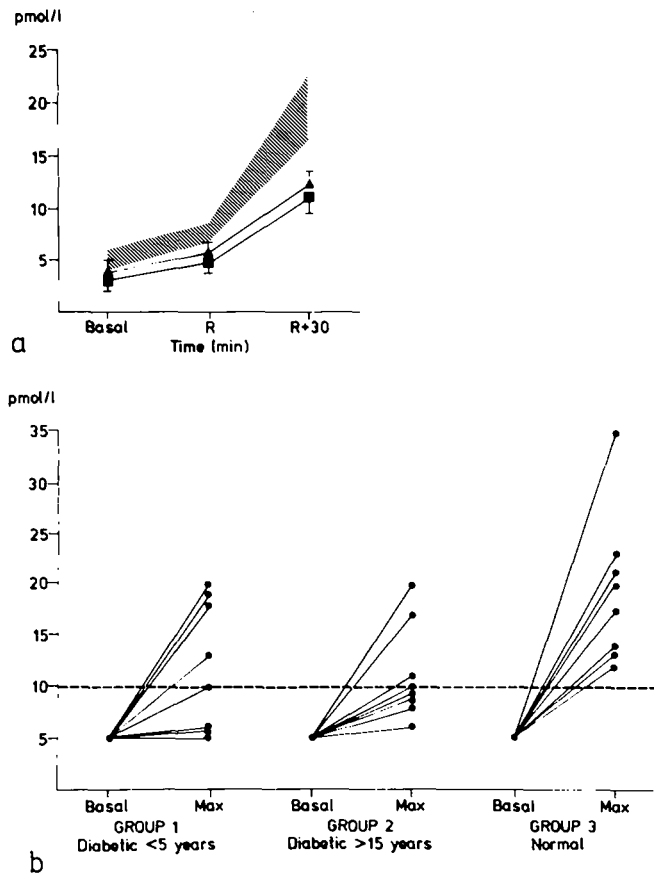 pmol/l
25
20
15
10
5
Basal R R+30
Time (min)
a
pmol/l
35
30
25
20
15
10
5
Basal Max Basal Max Basal Max
GROUP 1 GROUP 2 GROUP 3
Diabetic <5 years Diabetic >15 years Normal
b